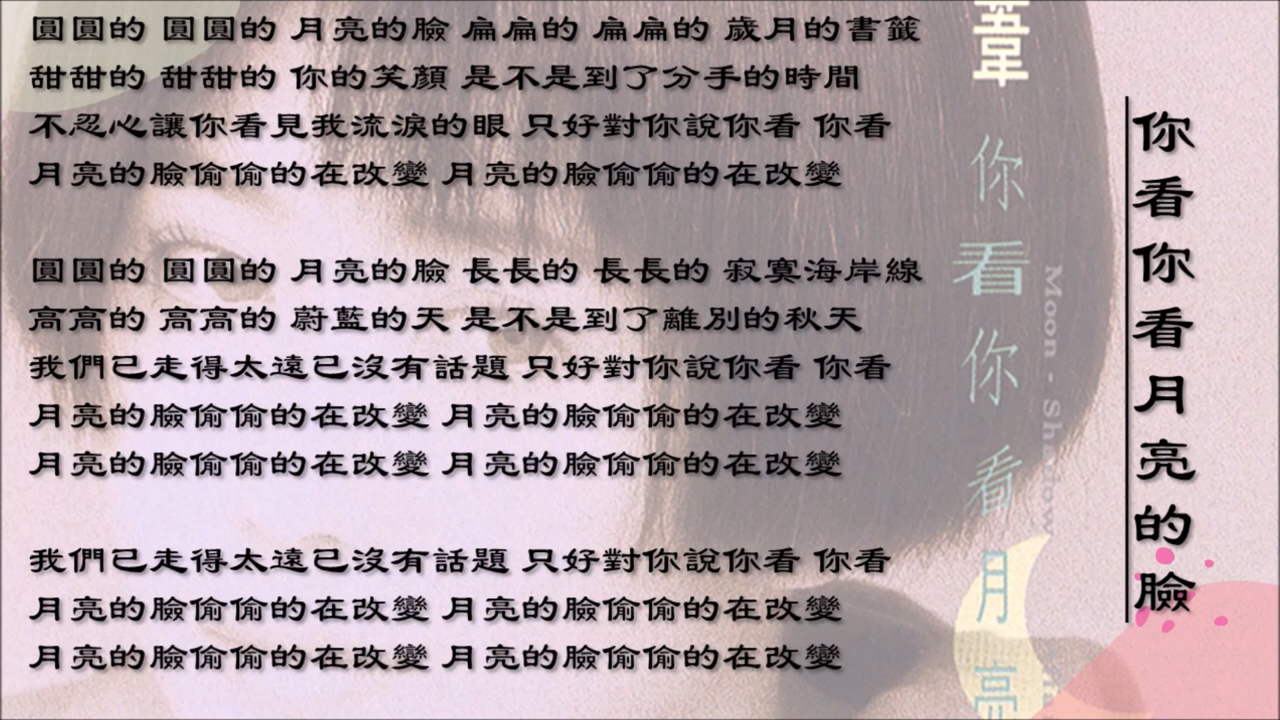 圓圓的 圓圓的 月亮的臉 扁扁的 扁扁的 歲月的書籤
甜甜的 甜甜的 你的笑顏 是不是到了分手的時間
不忍心讓你看見我流淚的眼 只好對你說你看 你看
月亮的臉偷偷的在改變 月亮的臉偷偷的在改變
圓圓的 圓圓的 月亮的臉 長長的 長長的 寂寞海岸線
高高的 高高的 蔚藍的天 是不是到了離別的秋天
我們已走得太遠已沒有話題 只好對你說你看 你看
月亮的臉偷偷的在改變 月亮的臉偷偷的在改變
月亮的臉偷偷的在改變 月亮的臉偷偷的在改變
我們已走得太遠已沒有話題 只好對你說你看 你看
月亮的臉偷偷的在改變 月亮的臉偷偷的在改變
月亮的臉偷偷的在改變 月亮的臉偷偷的在改變
葦
你看你看月亮
Moon -
你看你看月亮的臉